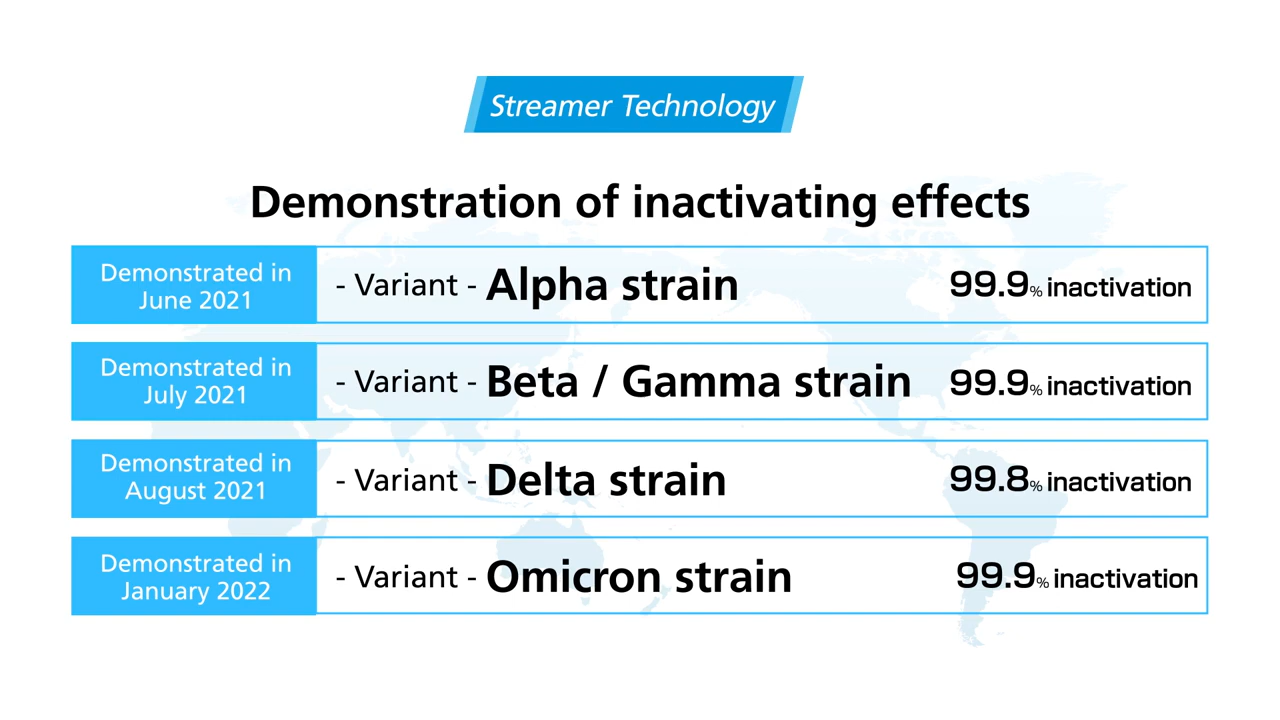 Streamer Technology
Demonstration of inactivating effects
Demonstrated in
June 2021
- Variant - Alpha strain 99.9% inactivation
Demonstrated in
July 2021
- Variant - Beta / Gamma strain 99.9% inactivation
Demonstrated in
August 2021
- Variant - Delta strain 99.8% inactivation
Demonstrated in
January 2022
- Variant - Omicron strain 99.9% inactivation